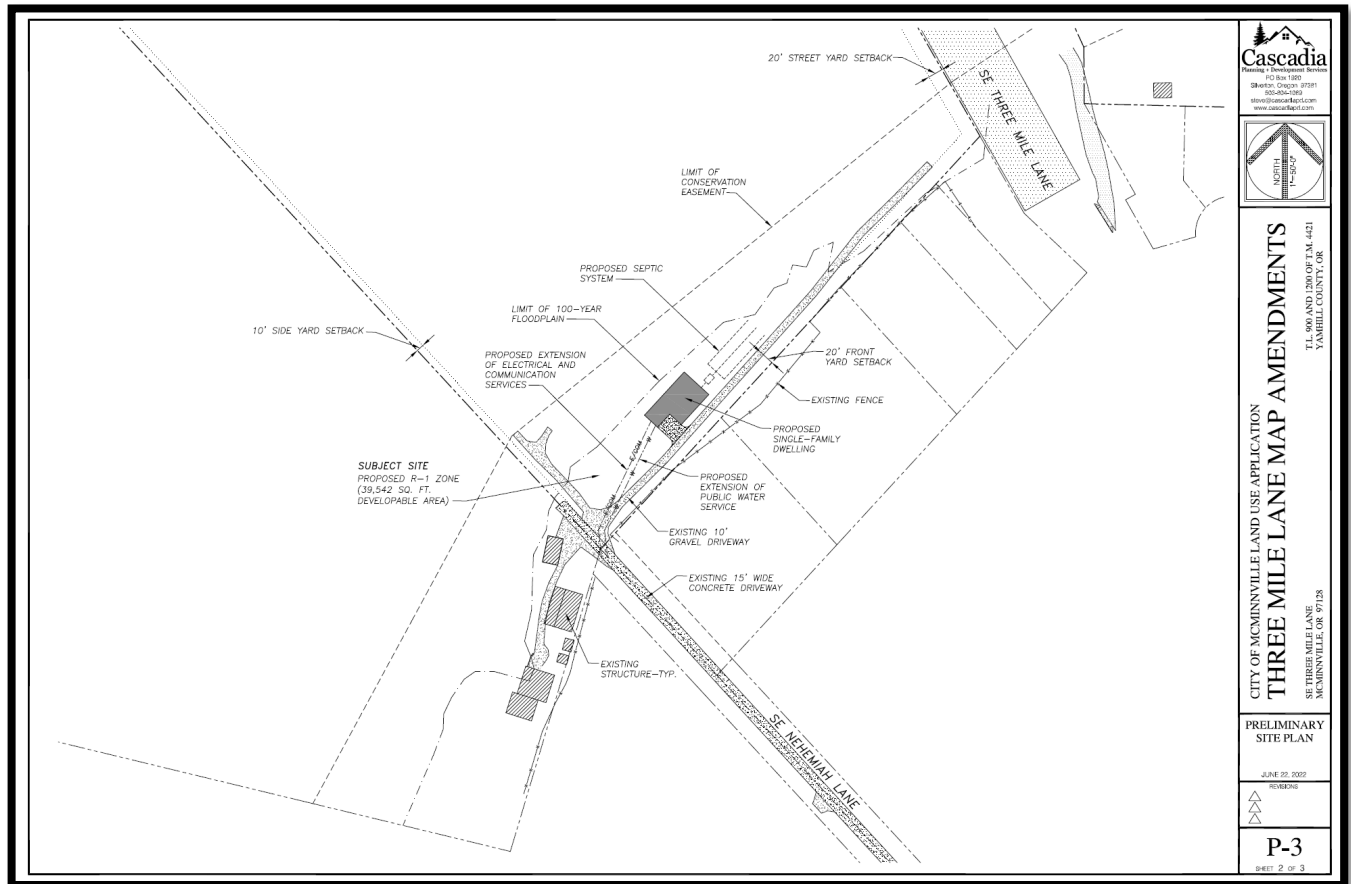 20' STREET YARD SETBACK
SE THREE MILE LANE
LIMIT OF
CONSERVATION
EASEMENT
PROPOSED SEPTIC
SYSTEM
LIMIT OF 100-YEAR
FLOODPLAIN
10' SIDE YARD SETBACK
PROPOSED EXTENSION
OF ELECTRICAL AND
COMMUNICATION
SERVICES
20' FRONT
YARD SETBACK
EXISTING FENCE
PROPOSED
SINGLE-FAMILY
DWELLING
SUBJECT SITE
PROPOSED R-1 ZONE
(39,542 SQ. FT.
DEVELOPABLE AREA)
E/COM
W
W
E/COM
W
PROPOSED
EXTENSION OF
PUBLIC WATER
SERVICE
EXISTING 10'
GRAVEL DRIVEWAY
EXISTING 15' WIDE
CONCRETE DRIVEWAY
EXISTING
STRUCTURE-TYP.
SE NEHEMIAH LANE
Cascadia
Planning + Development Services
PO Box 1920
Silverton, Oregon 97381
503-804-1089
steve@cascadiapd.com
www.cascadiapd.com
NORTH
1"=50'-0"
CITY OF MCMINNVILLE LAND USE APPLICATION
THREE MILE LANE MAP AMENDMENTS
SE THREE MILE LANE
MCMINNVILLE, OR 97128
T.L. 900 AND 1200 OF T.M. 4421
YAMHILL COUNTY, OR
PRELIMINARY
SITE PLAN
JUNE 22, 2022
REVISIONS
P-3
SHEET 2 OF 3